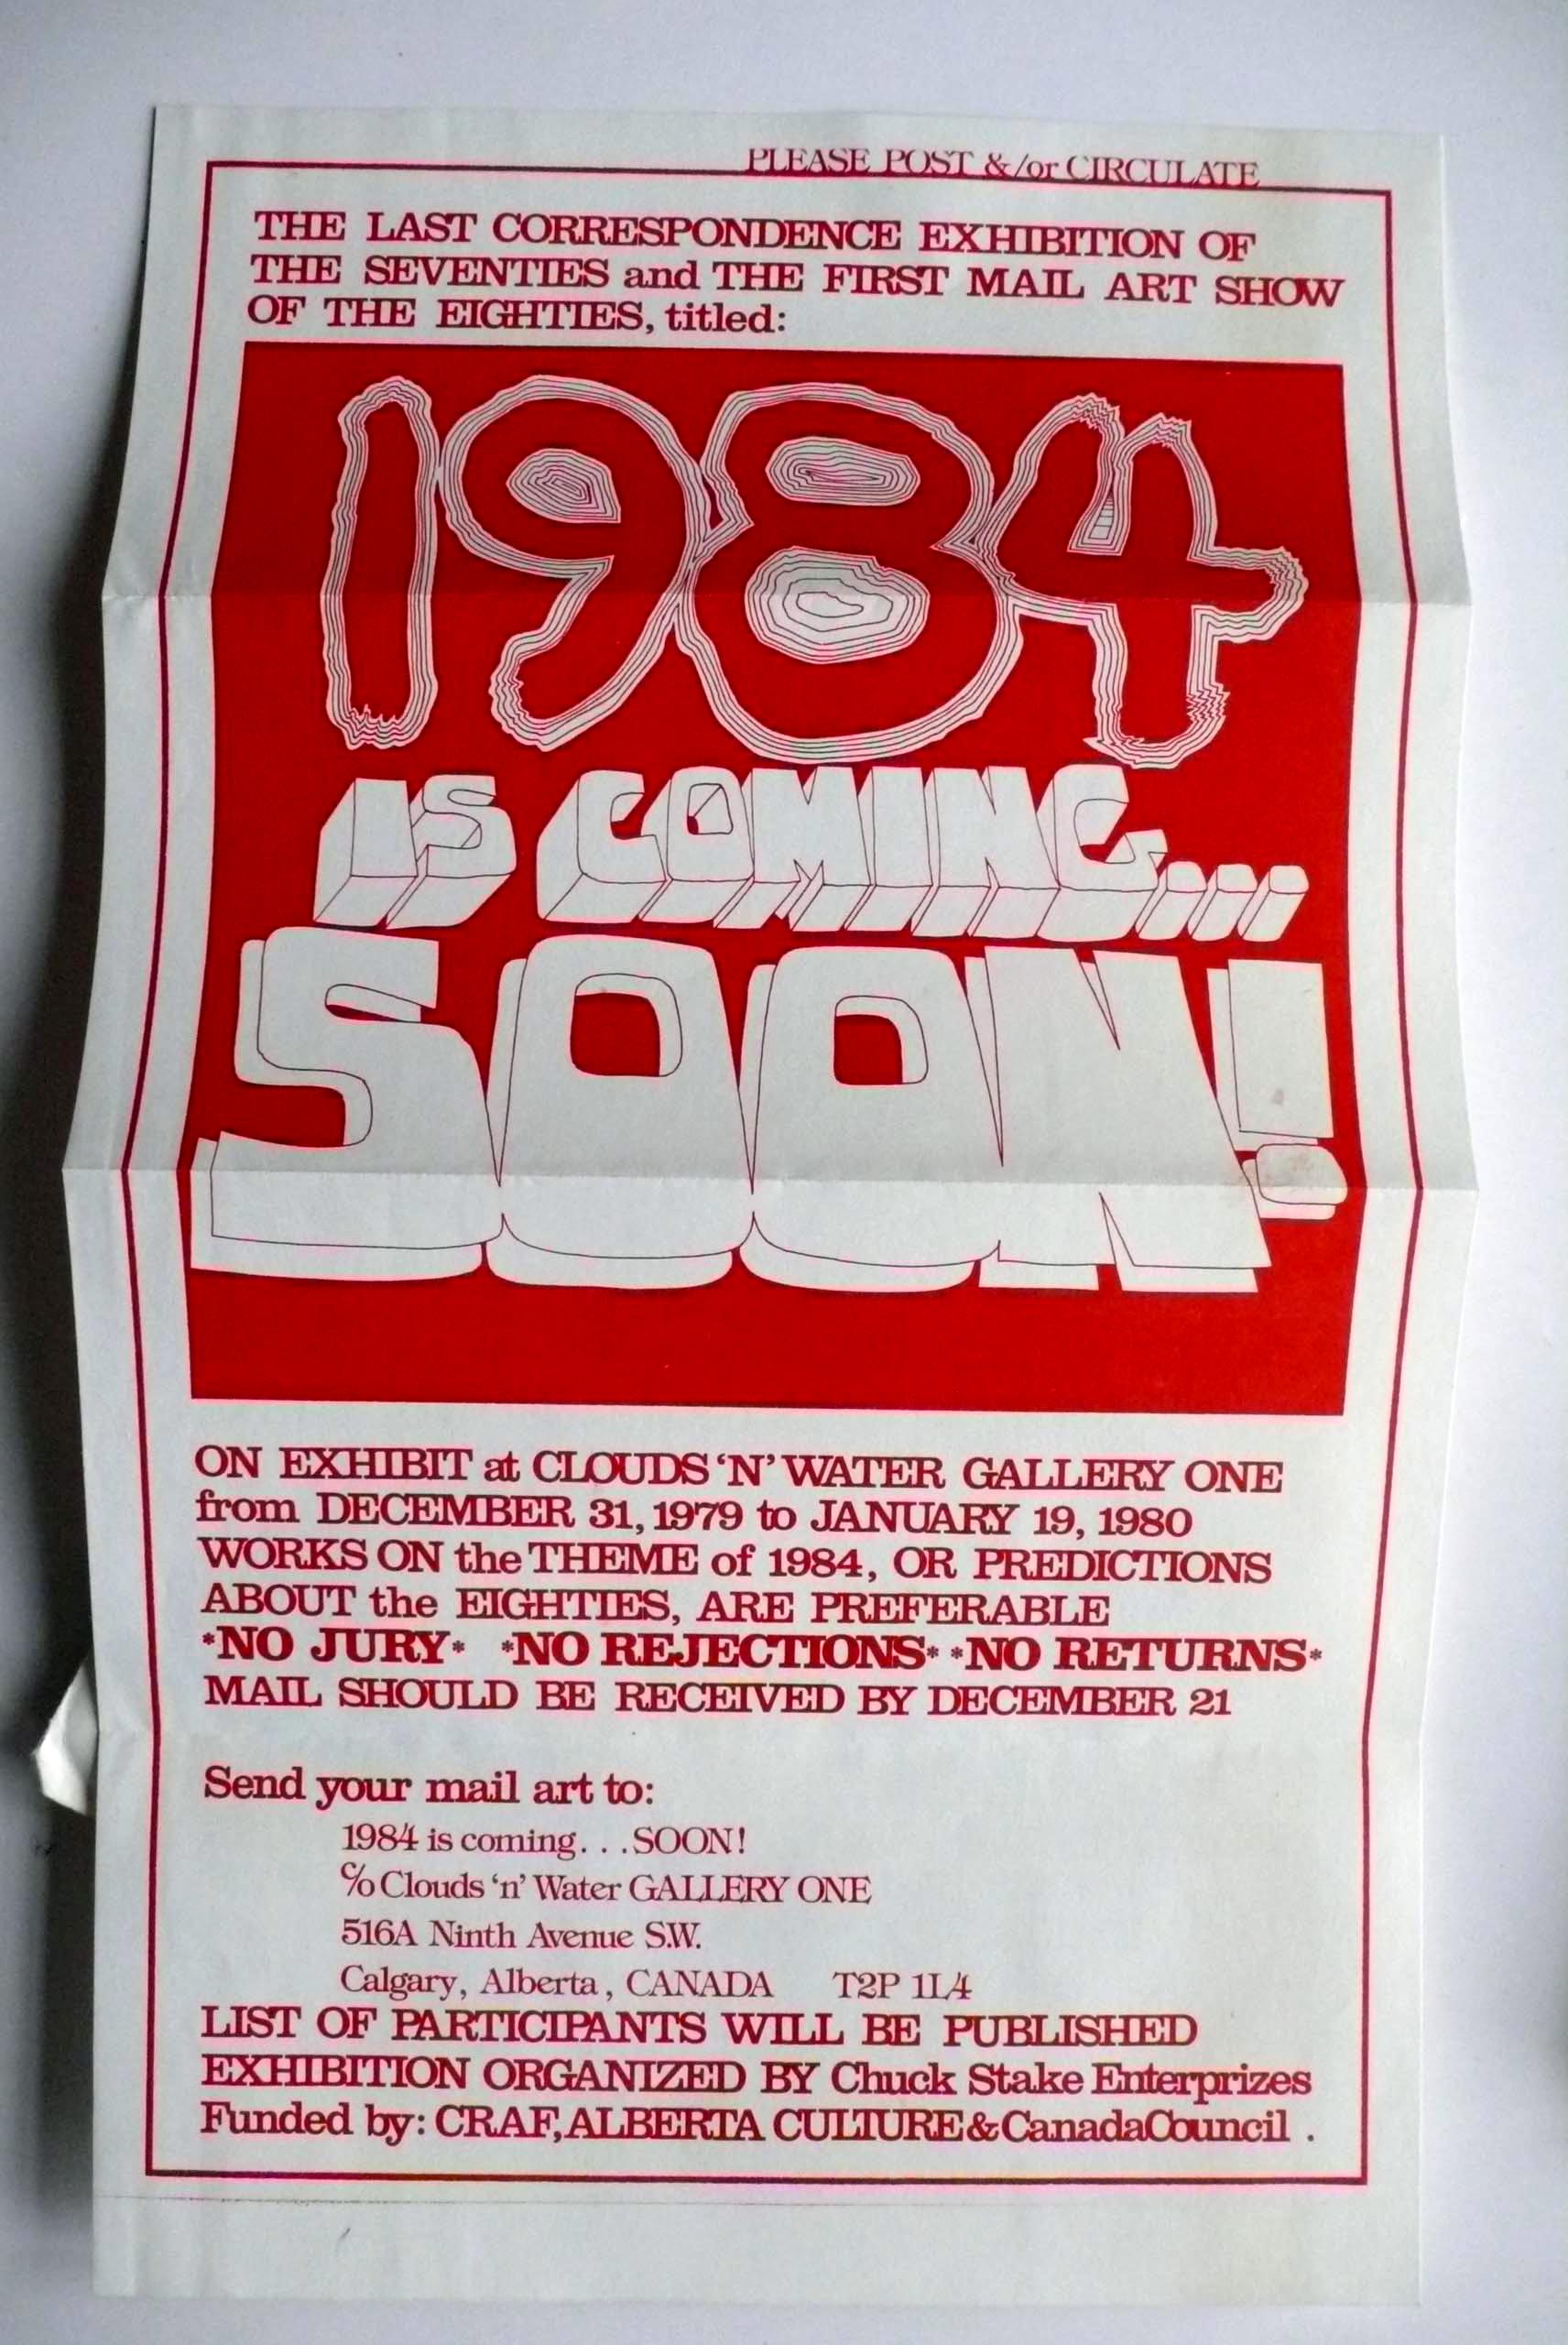 PLEASE POST &/or CIRCULATE
THE LAST CORRESPONDENCE EXHIBITION OF
THE SEVENTIES and THE FIRST MAIL ART SHOW
OF THE EIGHTIES, titled:
1984
IS COMING...
SOON!
ON EXHIBIT at CLOUDS ‘N’ WATER GALLERY ONE
from DECEMBER 31, 1979 to JANUARY 19, 1980
WORKS ON the THEME of 1984, OR PREDICTIONS
ABOUT the EIGHTIES, ARE PREFERABLE
*NO JURY* *NO REJECTIONS* *NO RETURNS*
MAIL SHOULD BE RECEIVED BY DECEMBER 21
Send your mail art to:
1984 is coming. . .SOON!
℅ Clouds ‘n’ Water GALLERY ONE
516A Ninth Avenue S.W.
Calgary, Alberta, CANADA T2P 1L4
LIST OF PARTICIPANTS WILL BE PUBLISHED
EXHIBITION ORGANIZED BY Chuck Stake Enterprizes
Funded by: CRAF, ALBERTA CULTURE & Canada Council .